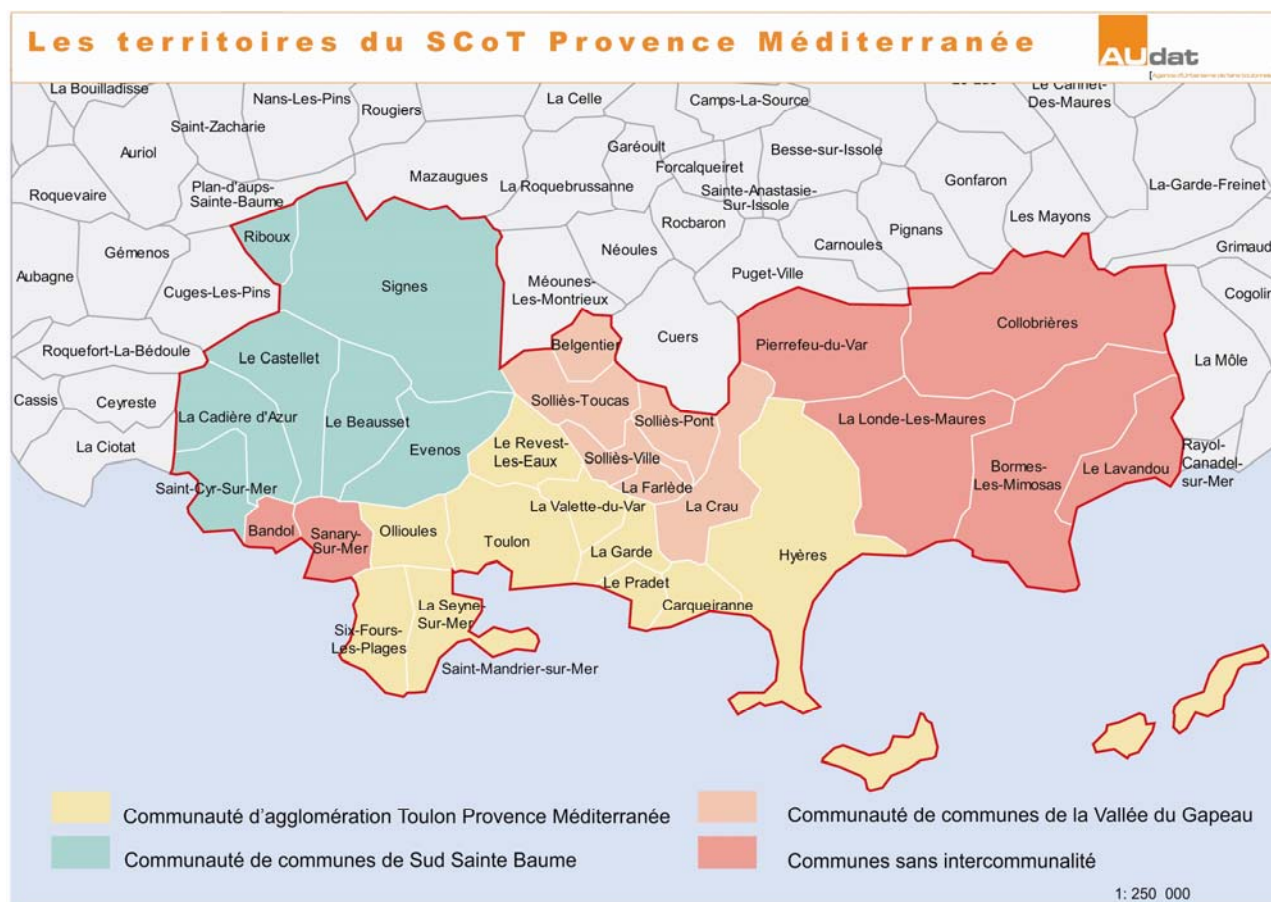 Les territoires du SCoT Provence Méditerranée
AUdat
La Bouilladisse
Nans-Les-Pins
Rougiers
La Celle
Camps-La-Source
Le Cannet-
Des-Maures
Saint-Zacharie
Auriol
Garéoult
Forcalqueiret
Besse-sur-Issole
Roquevaire
Plan-d'aups-
Sainte-Baume
Mazaugues
La Roquebrussanne
Sainte-Anastasie-
Sur-Issole
Gonfaron
La-Garde-Freinet
Les Mayons
Rocbaron
Pignans
Riboux
Gémenos
Néoules
Carnoules
Grimaud
Aubagne
Cuges-Les-Pins
Signes
Méounes-
Les-Montrieux
Puget-Ville
Cogolin
Collobrières
Cuers
Roquefort-La-Bédoule
Le Castellet
Belgentier
Pierrefeu-du-Var
La Môle
Cassis
Ceyreste
Solliès-Toucas
La Cadière d'Azur
Le Beausset
Solliès-Pont
La Londe-Les-Maures
La Ciotat
Evenos
Le Revest-
Les-Eaux
Solliès-Ville
Bormes-
Les-Mimosas
Le Lavandou
Rayol-
Canadel-
sur-Mer
Saint-Cyr-Sur-Mer
La Farlède
La Crau
Bandol
Sanary-
Sur-Mer
Ollioules
La Valette-du-Var
Toulon
La Garde
Hyères
Le Pradet
Carqueiranne
La Seyne-
Sur-Mer
Six-Fours-
Les-Plages
Saint-Mandrier-sur-Mer
Communauté d'agglomération Toulon Provence Méditerranée
Communauté de communes de la Vallée du Gapeau
Communauté de communes de Sud Sainte Baume
Communes sans intercommunalité
1: 250 000